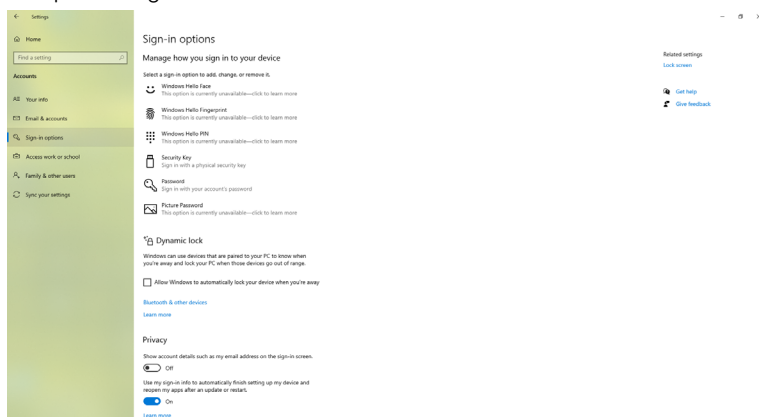 Settings
Home
Find a setting
Accounts
Your info
Email & accounts
Sign-in options
Access work or school
Family & other users
Sync your settings
Sign-in options
Manage how you sign in to your device
Select a sign-in option to add, change, or remove it.
Windows Hello Face
This option is currently unavailable—click to learn more
Windows Hello Fingerprint
This option is currently unavailable—click to learn more
Windows Hello PIN
This option is currently unavailable—click to learn more
Security Key
Sign in with a physical security key
Password
Sign in with your account's password
Picture Password
This option is currently unavailable—click to learn more
Dynamic lock
Windows can use devices that are paired to your PC to know when
you're away and lock your PC when those devices go out of range.
Allow Windows to automatically lock your device when you're away
Bluetooth & other devices
Learn more
Privacy
Show account details such as my email address on the sign-in screen.
Off
Use my sign-in info to automatically finish setting up my device and
reopen my apps after an update or restart.
On
Learn more
Related settings
Lock screen
Get help
Give feedback